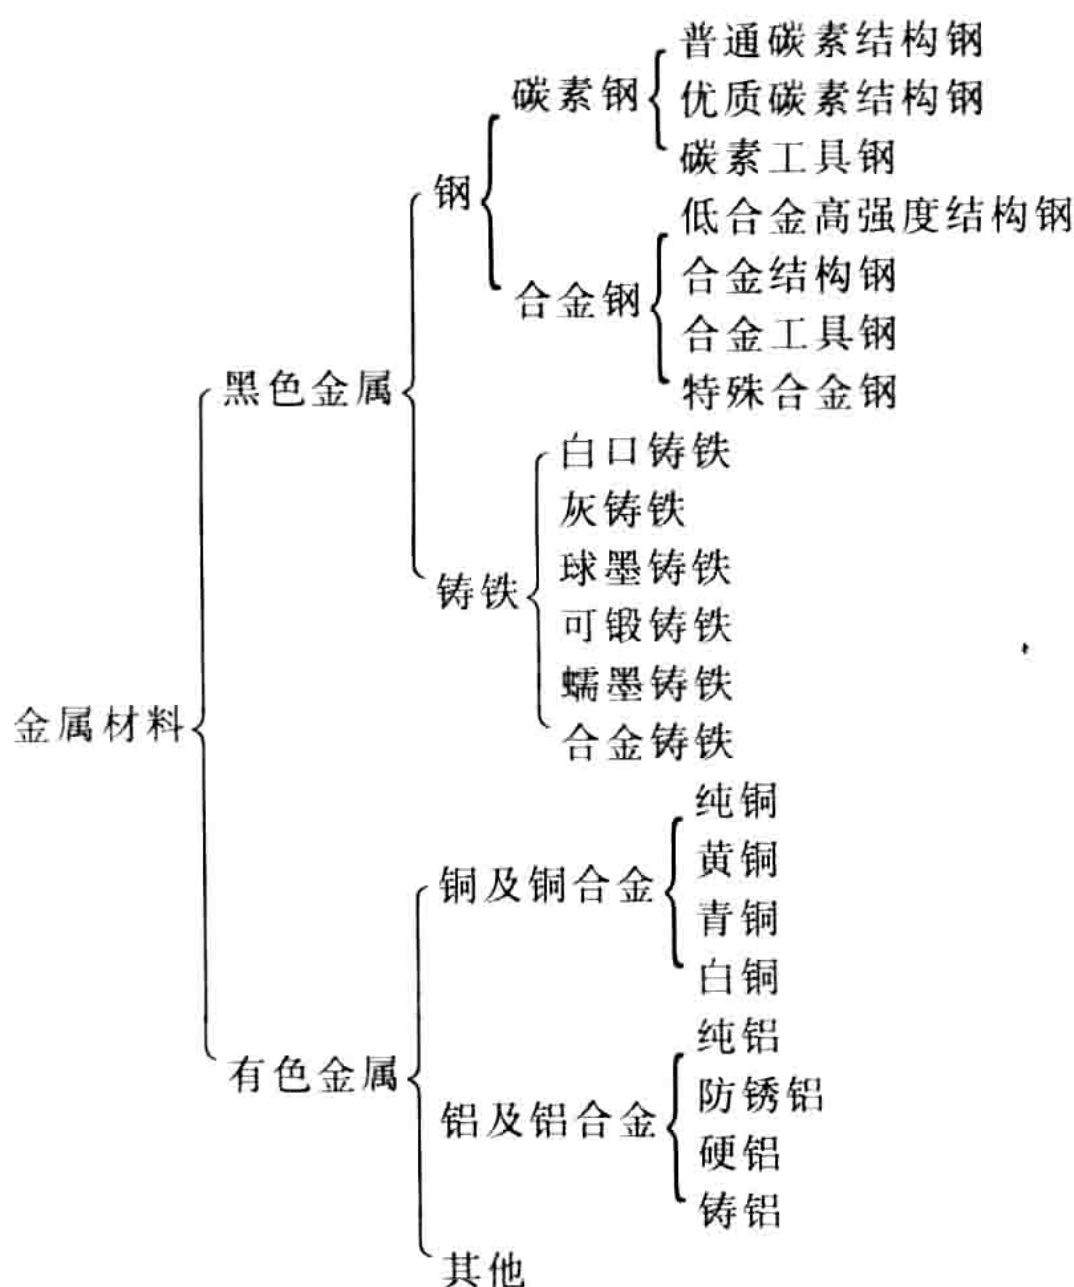 普通碳素结构钢
碳素钢
优质碳素结构钢
碳素工具钢
钢
低合金高强度结构钢
合金结构钢
合金钢
合金工具钢
特殊合金钢
黑色金属
白口铸铁
灰铸铁
球墨铸铁
铸铁
可锻铸铁
蠕墨铸铁
合金铸铁
金属材料
纯铜
黄铜
铜及铜合金
青铜
白铜
有色金属
纯铝
防锈铝
铝及铝合金
硬铝
铸铝
其他